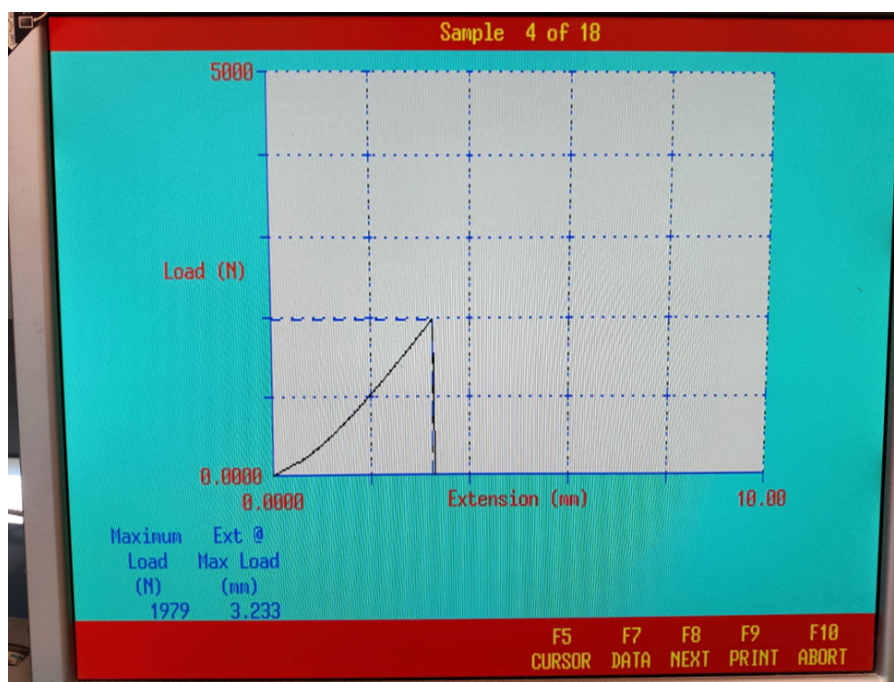 Sample 4 of 18
5000
Load (N)
0.0000
0.0000
Extension (mm)
10.00
Maximum Ext @
Load Max Load
(N) (mm)
1979 3.233
F5 F7 F8 F9 F10
CURSOR DATA NEXT PRINT ABORT